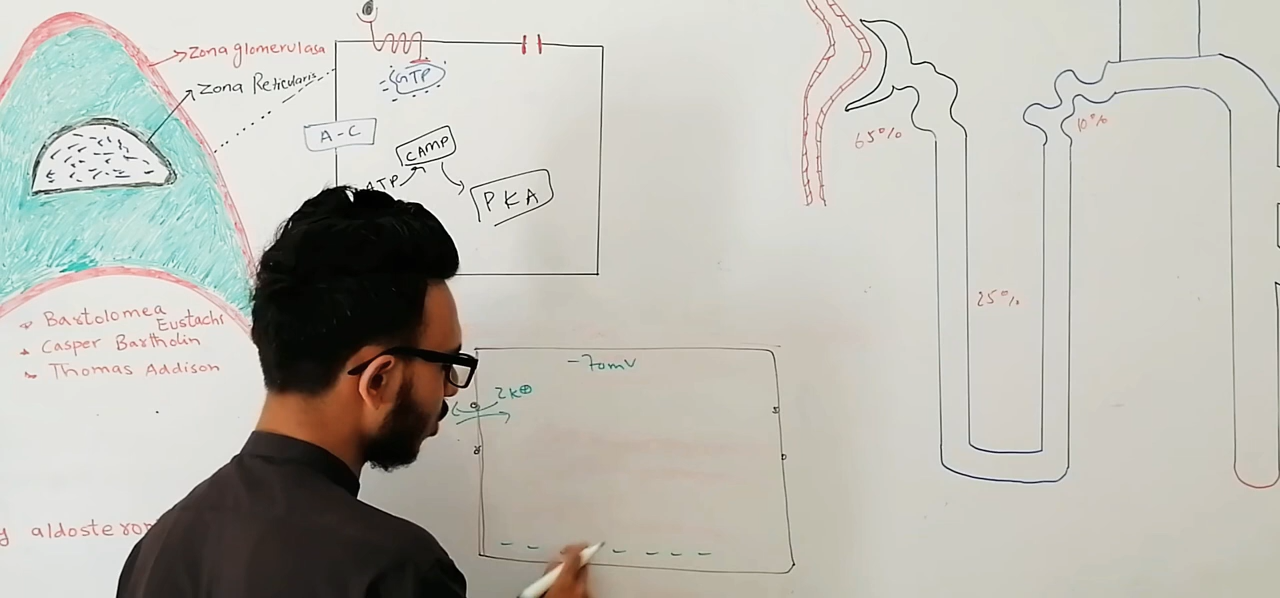 Zona glomerulasa
Zona Reticularis
GTP
A-C
CAMP
ATP
PKA
Bartolomea
Eustachi
Casper Bartholin
Thomas Addison
aldosteron
-70mV
2K⊕
65%
10%
25%